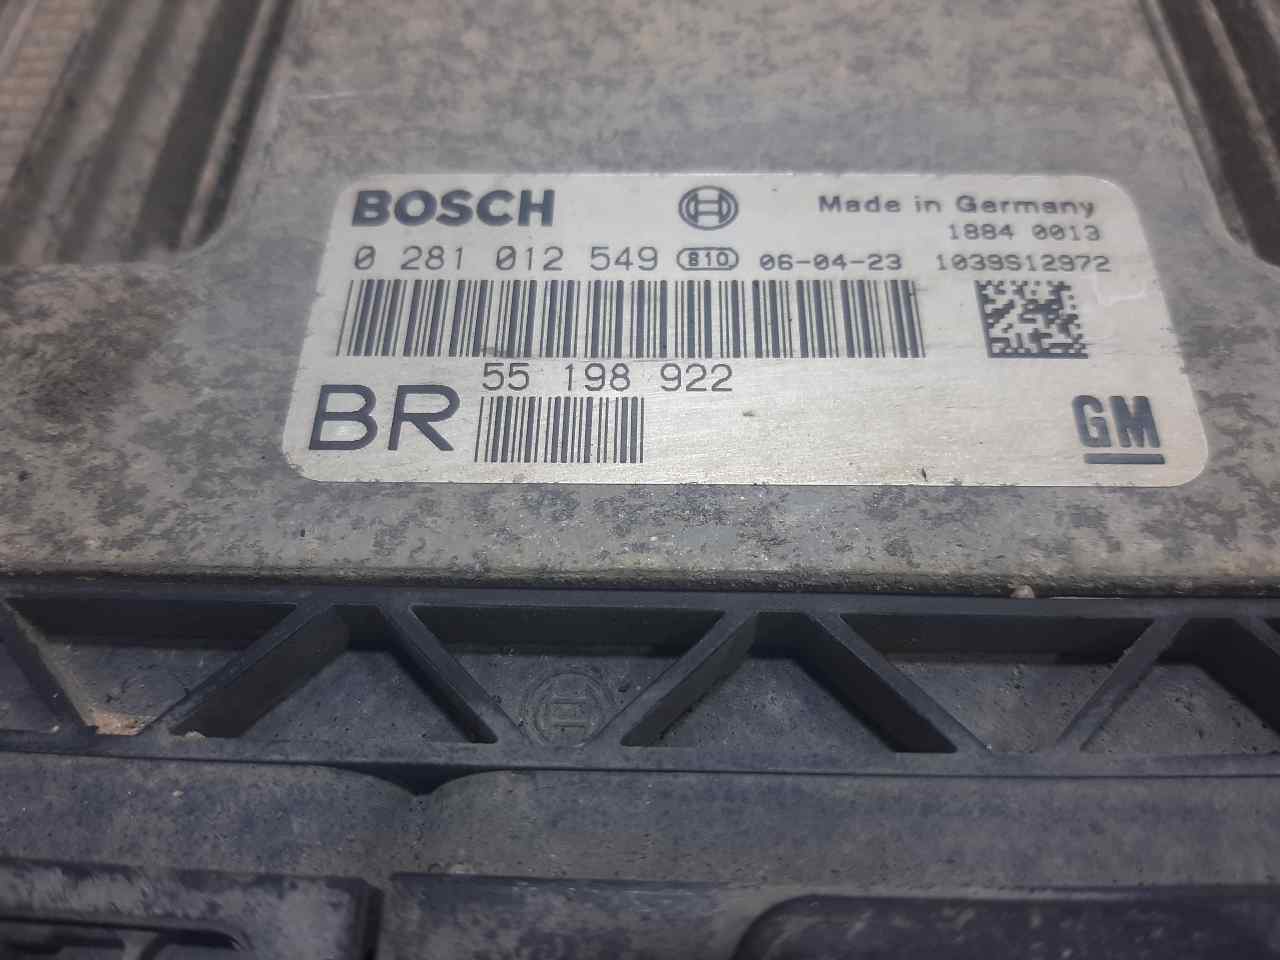 BOSCH
Made in Germany
1884 0013
0 281 012 549 810 06-04-23 1039S12972
55 198 922
BR
GM